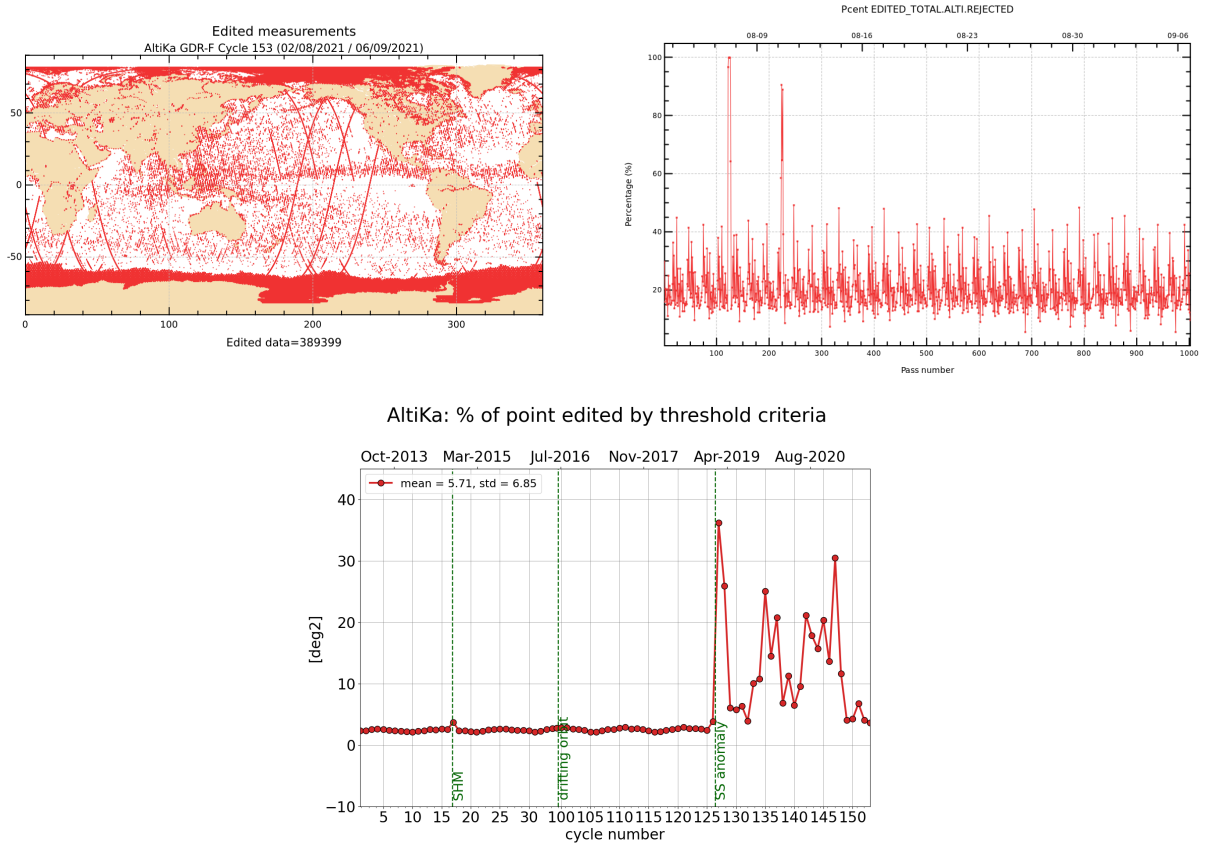 Edited measurements
AltiKa GDR-F Cycle 153 (02/08/2021 / 06/09/2021)
50
0
-50
0 100 200 300
Edited data=389399
Pcent EDITED_TOTAL.ALTI.REJECTED
08-09 08-16 08-23 08-30 09-06
100
80
60
40
20
Percentage (%)
100 200 300 400 500 600 700 800 900 1000
Pass number
AltiKa: % of point edited by threshold criteria
Oct-2013 Mar-2015 Jul-2016 Nov-2017 Apr-2019 Aug-2020
mean = 5.71, std = 6.85
40
30
20
10
0
−10
[deg2]
SHM
drifting orbit
SS anomaly
5 10 15 20 25 30 100 105 110 115 120 125 130 135 140 145 150
cycle number